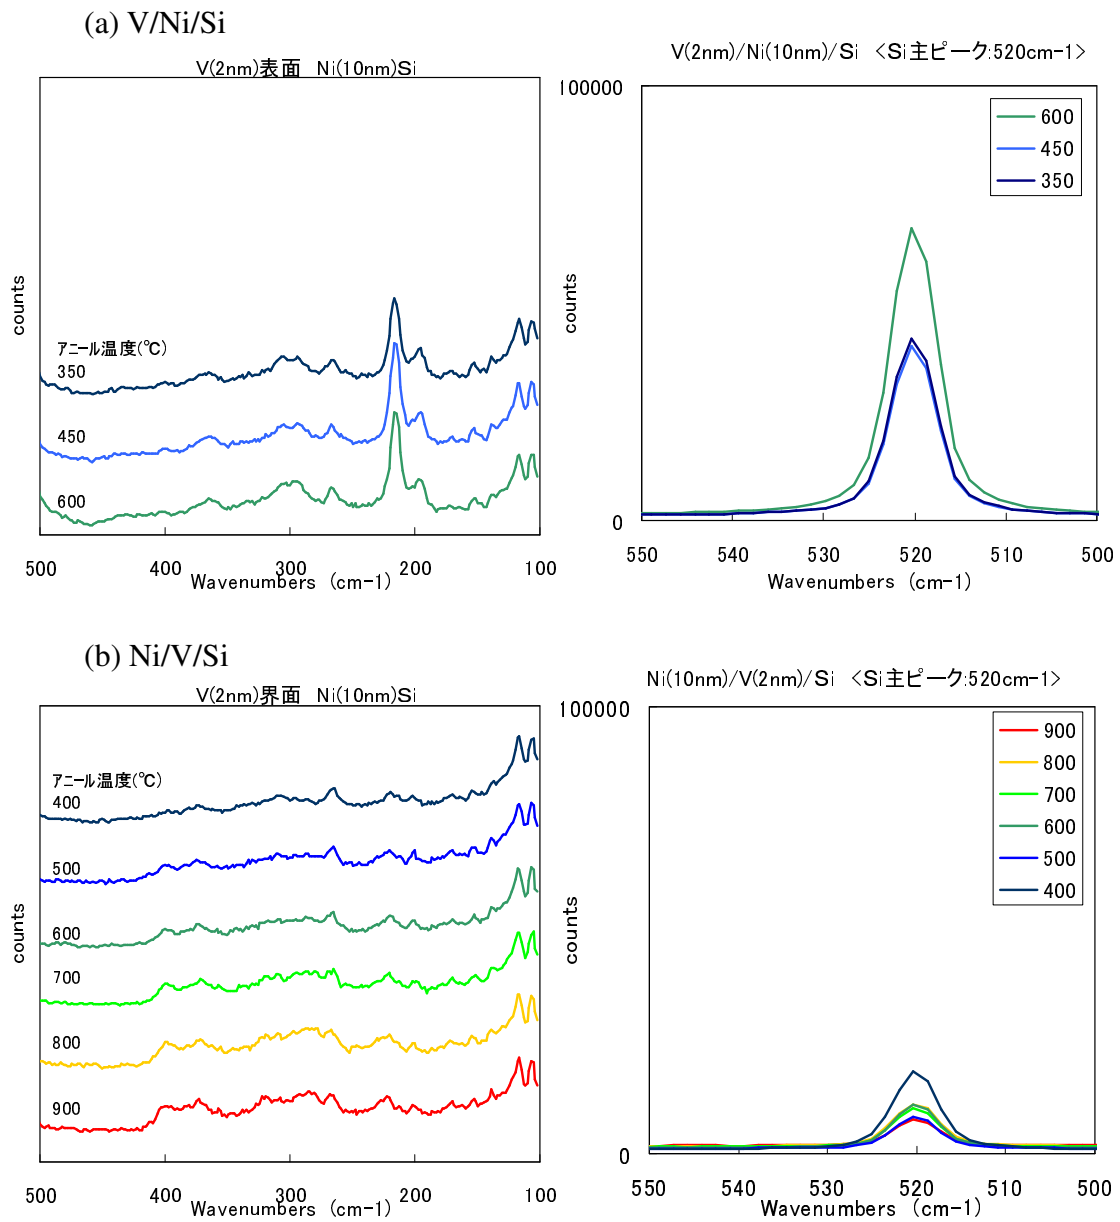 (a) V/Ni/Si
V(2nm)表面 Ni(10nm)Si
counts
アニール温度(℃)
350
450
600
500 400 300 200 100
Wavenumbers (cm-1)
V(2nm)/Ni(10nm)/Si <Si主ピーク:520cm-1>
100000
counts
0
600
450
350
550 540 530 520 510 500
Wavenumbers (cm-1)
(b) Ni/V/Si
V(2nm)界面 Ni(10nm)Si
counts
アニール温度(℃)
400
500
600
700
800
900
500 400 300 200 100
Wavenumbers (cm-1)
Ni(10nm)/V(2nm)/Si <Si主ピーク:520cm-1>
100000
counts
0
900
800
700
600
500
400
550 540 530 520 510 500
Wavenumbers (cm-1)